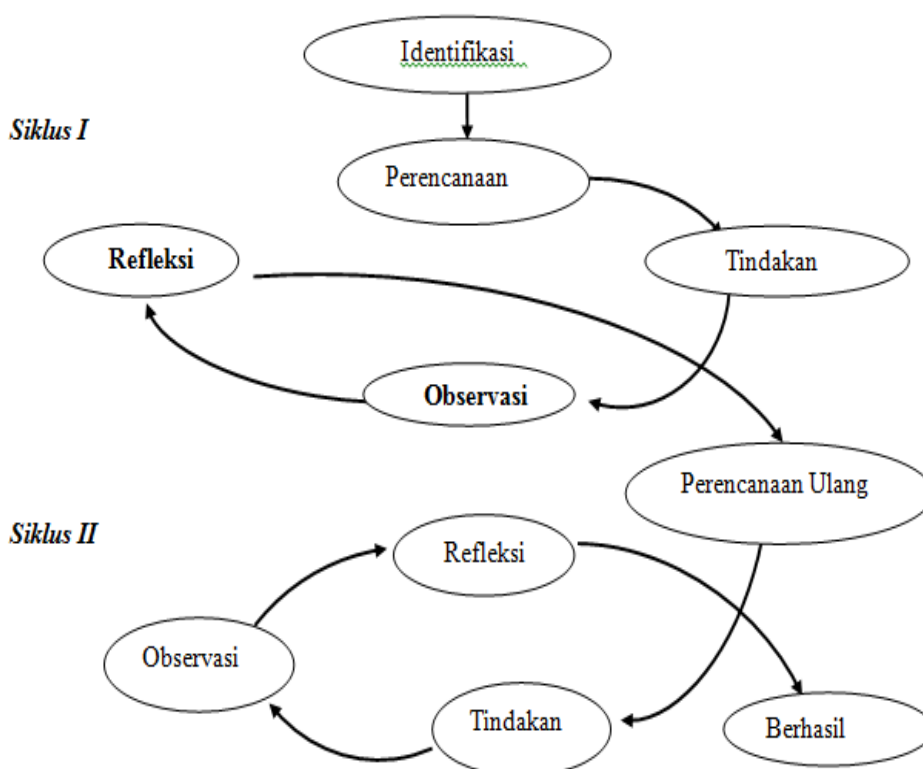 Identifikasi
Siklus I
Perencanaan
Refleksi
Tindakan
Observasi
Perencanaan Ulang
Siklus II
Refleksi
Observasi
Tindakan
Berhasil